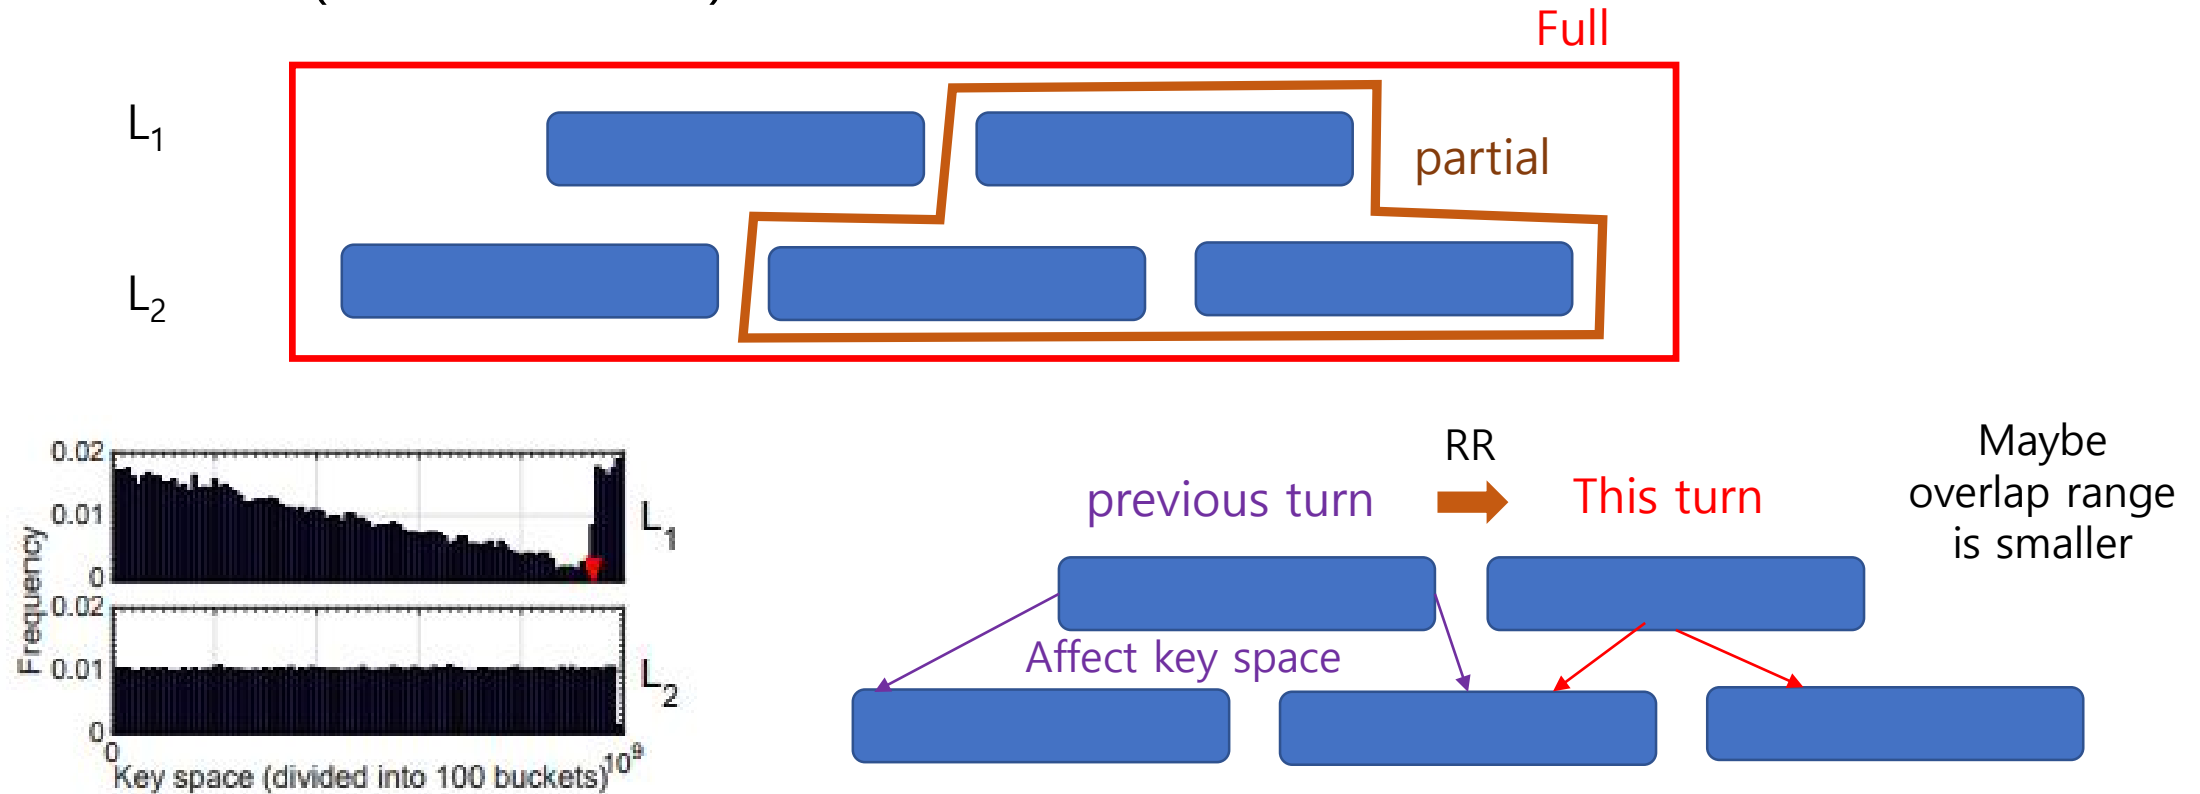 Full
L1
partial
L2
0.02
0.01
0
L1
0.02
0.01
0
L2
Frequency
0
10^9
Key space (divided into 100 buckets)
RR
previous turn
This turn
Maybe
overlap range
is smaller
Affect key space